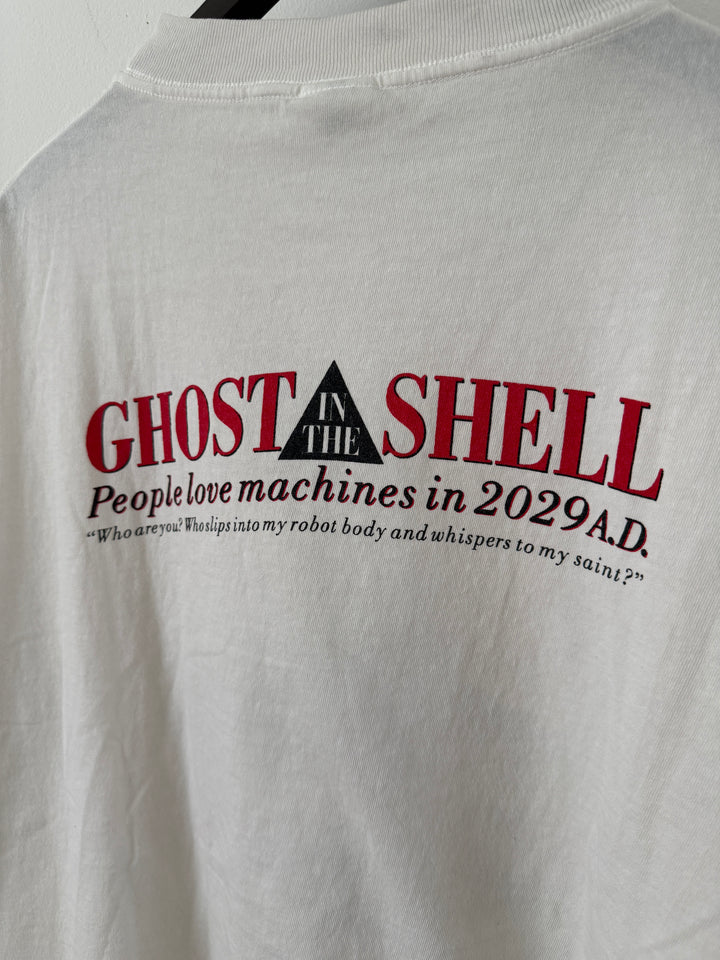 GHOST IN THE SHELL
People love machines in 2029 A.D.
“Who are you? Who slips into my robot body and whispers to my saint?”